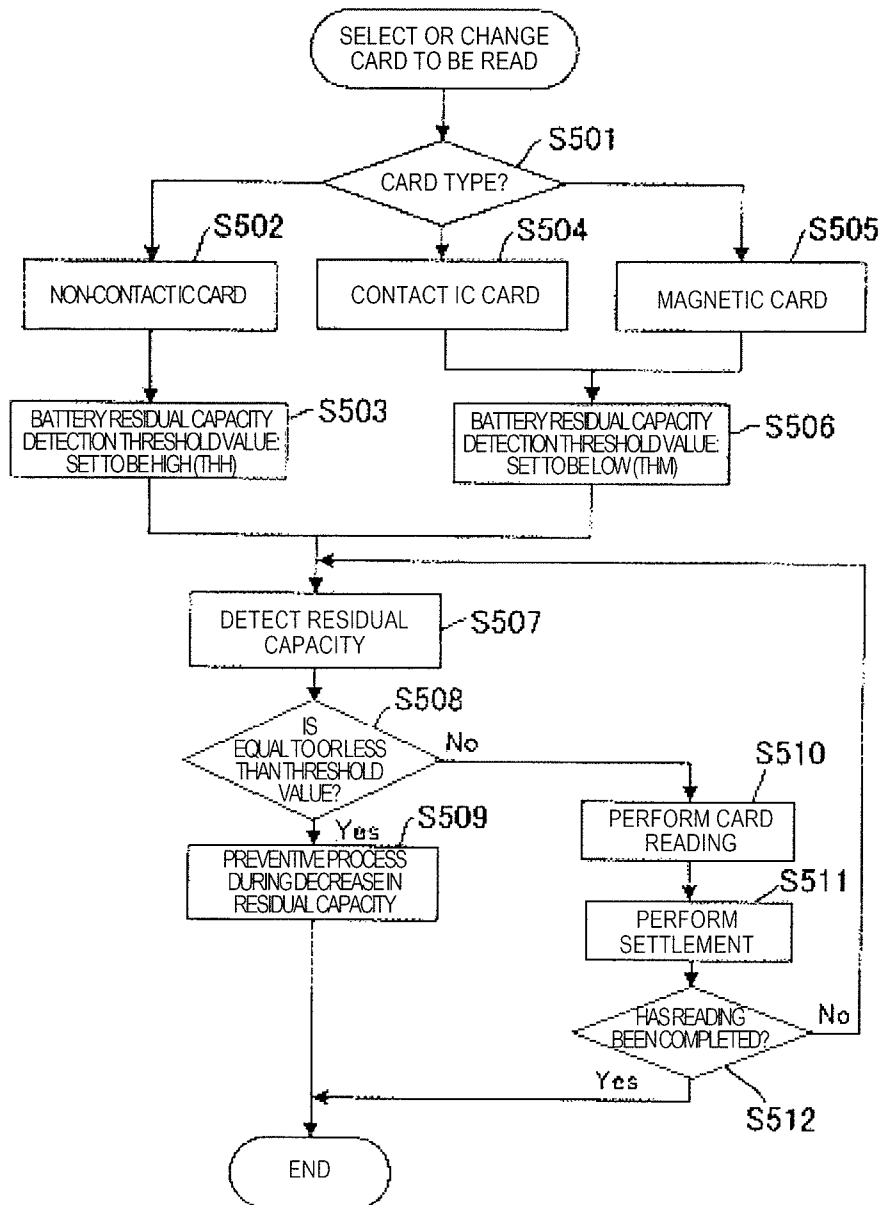 SELECT OR CHANGE
CARD TO BE READ
S501
CARD TYPE?
S502
S504
S505
NON-CONTACTIC CARD
CONTACT IC CARD
MAGNETIC CARD
BATTERY RESIDUAL CAPACITY
DETECTION THRESHOLD VALUE:
SET TO BE HIGH (THH)
S503
BATTERY RESIDUAL CAPACITY
DETECTION THRESHOLD VALUE:
SET TO BE LOW (THM)
S506
DETECT RESIDUAL
CAPACITY
S507
S508
IS
EQUAL TO OR LESS
THAN THRESHOLD
VALUE?
No
Yes
S509
PREVENTIVE PROCESS
DURING DECREASE IN
RESIDUAL CAPACITY
S510
PERFORM CARD
READING
S511
PERFORM
SETTLEMENT
HAS READING
BEEN COMPLETED?
No
Yes
S512
END